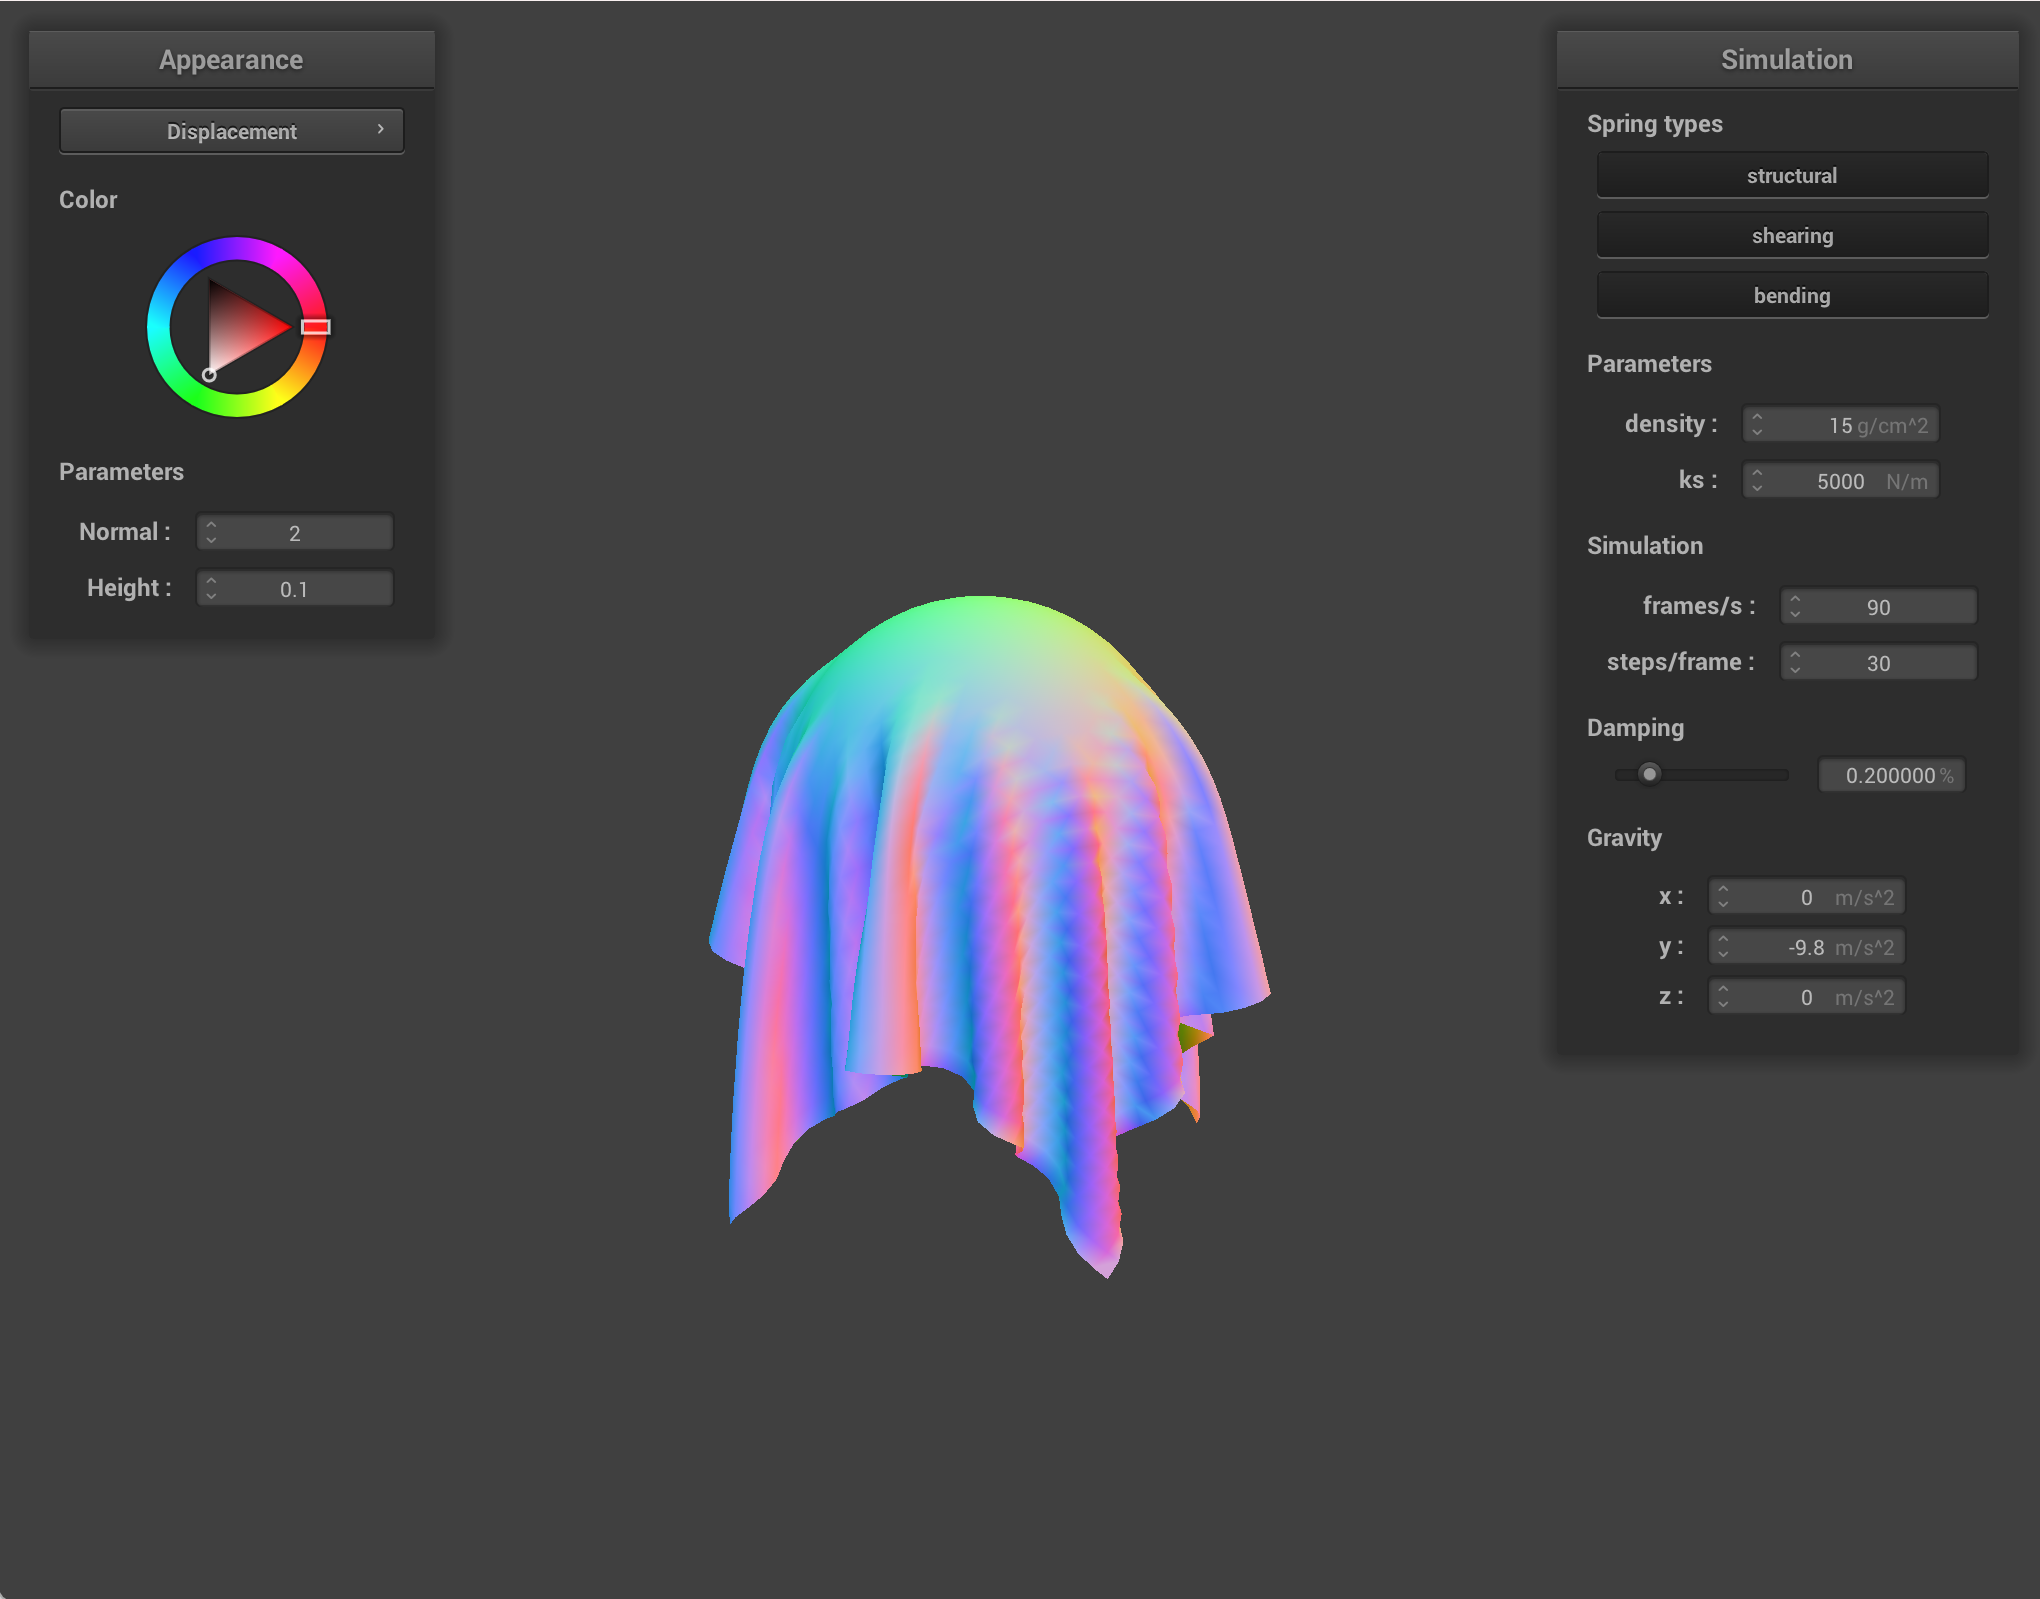 Appearance
Displacement
Color
Parameters
Normal : 2
Height : 0.1
Simulation
Spring types
structural
shearing
bending
Parameters
density : 15 g/cm^2
ks : 5000 N/m
Simulation
frames/s : 90
steps/frame : 30
Damping
0.200000 %
Gravity
x : 0 m/s^2
y : -9.8 m/s^2
z : 0 m/s^2